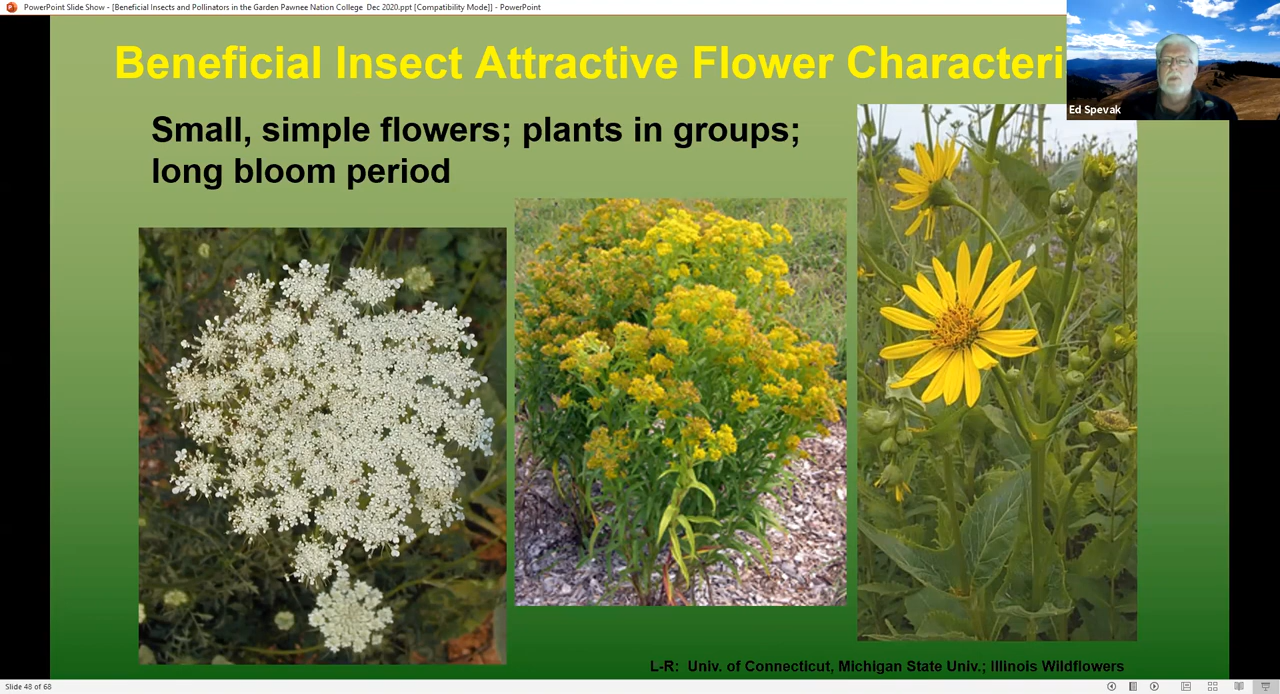 PowerPoint Slide Show - [Beneficial Insects and Pollinators in the Garden Pawnee Nation College Dec 2020.ppt [Compatibility Mode]] - PowerPoint
Beneficial Insect Attractive Flower Characteri
Ed Spevak
Small, simple flowers; plants in groups;
long bloom period
L-R: Univ. of Connecticut, Michigan State Univ.; Illinois Wildflowers
Slide 48 of 68